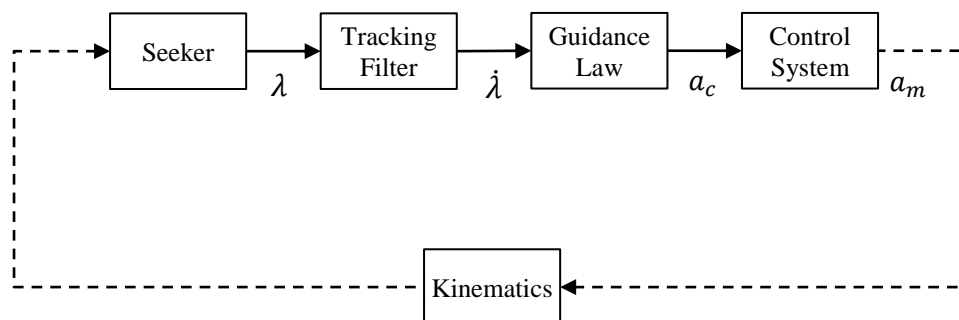 Seeker
Tracking
Filter
Guidance
Law
Control
System
λ
λ̇
a_c
a_m
Kinematics